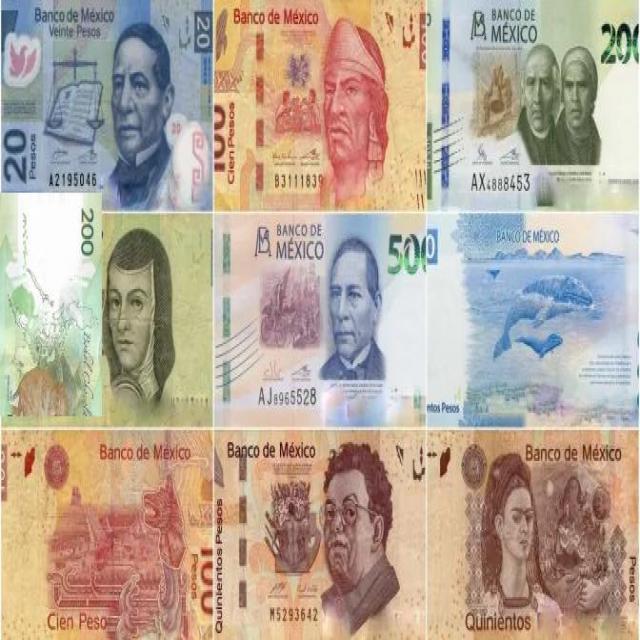 Banco de México
Veinte Pesos
20
20
Pesos
A2195046
Banco de México
100
Cien Pesos
B3111839
BANCO DE
MÉXICO
200
AX4888453
200
BANCO DE
MÉXICO
500
AJ8965528
BANCO DE MÉXICO
ntos Pesos
Banco de México
100
Pesos
Cien Peso
Banco de México
Quinientos Pesos
M5293642
Banco de México
Pesos
Quinientos